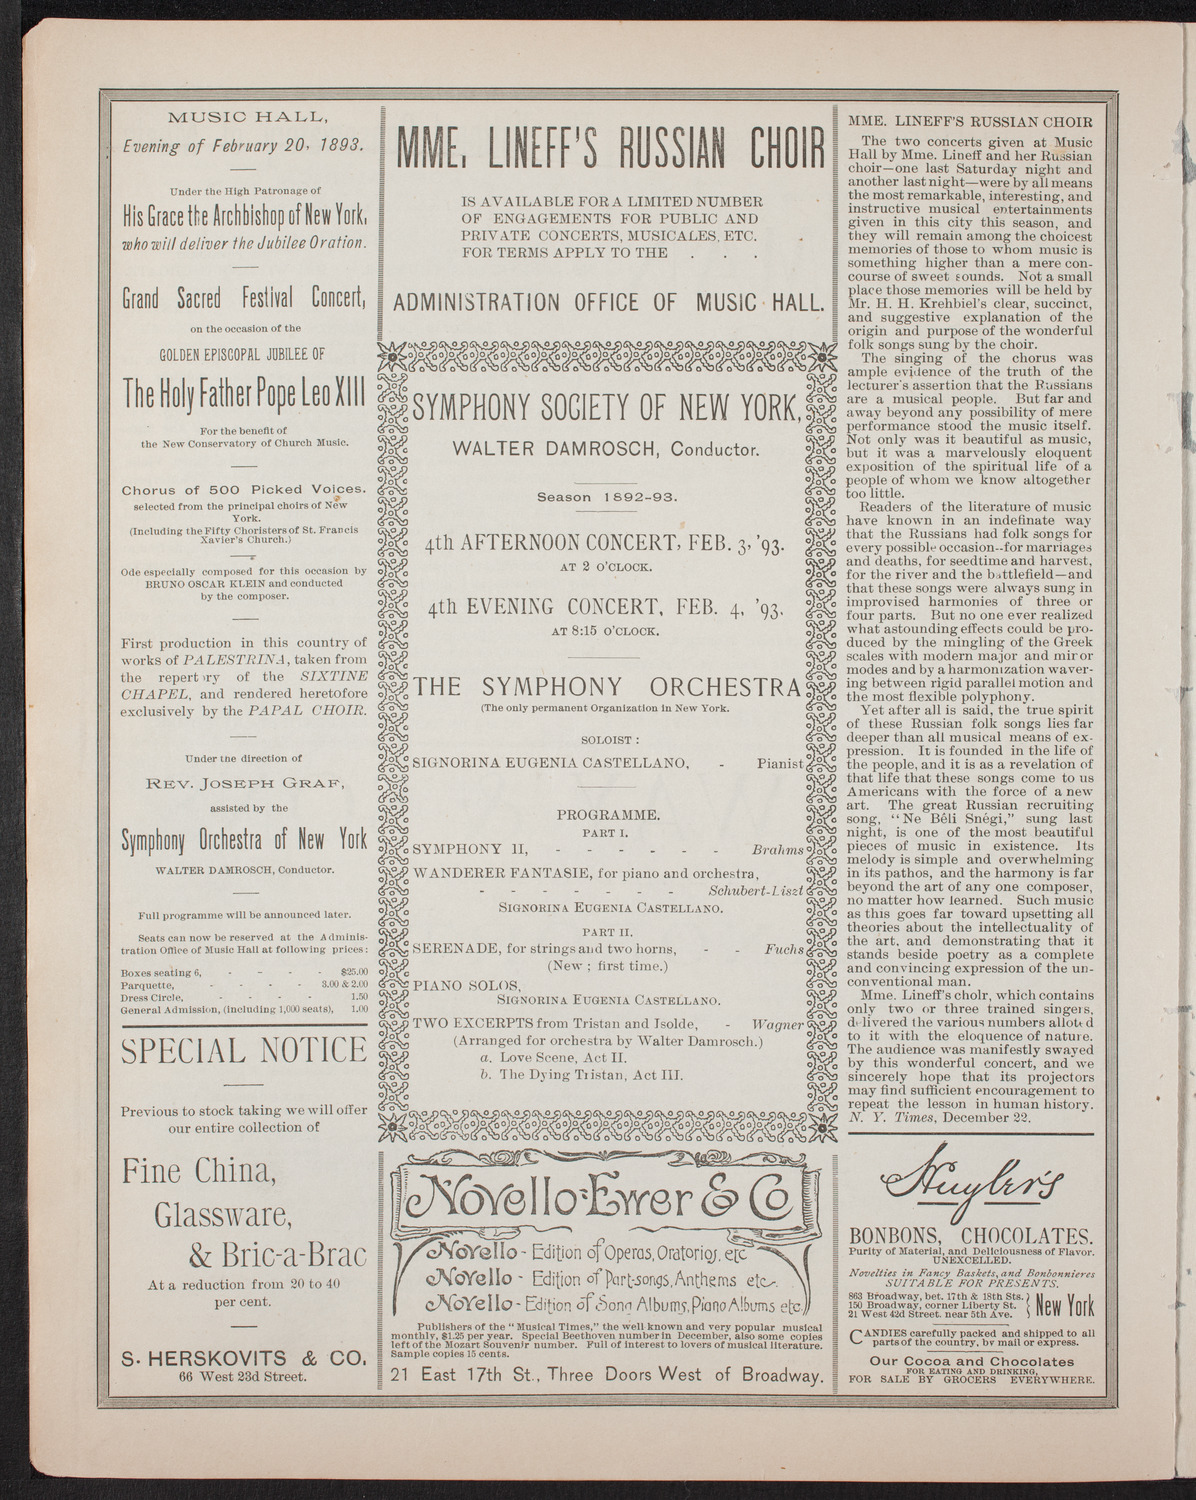 MUSIC HALL,
Evening of February 20, 1893.
Under the High Patronage of
His Grace the Archbishop of New York,
who will deliver the Jubilee Oration.
Grand Sacred Festival Concert,
on the occasion of the
GOLDEN EPISCOPAL JUBILEE OF
The Holy Father Pope Leo XIII
For the benefit of
the New Conservatory of Church Music.
Chorus of 500 Picked Voices.
selected from the principal choirs of New
York.
(Including the Fifty Choristers of St. Francis
Xavier's Church.)
Ode especially composed for this occasion by
BRUNO OSCAR KLEIN and conducted
by the composer.
First production in this country of
works of PALESTRINA, taken from
the repertory of the SIXTINE
CHAPEL, and rendered heretofore
exclusively by the PAPAL CHOIR.
Under the direction of
REV. JOSEPH GRAF,
assisted by the
Symphony Orchestra of New York
WALTER DAMROSCH, Conductor.
Full programme will be announced later.
Seats can now be reserved at the Adminis-
tration Office of Music Hall at following prices:
Boxes seating 6, - - - - $25.00
Parquette, - - - - 3.00 & 2.00
Dress Circle, - - - - 1.50
General Admission, (including 1,000 seats), 1.00
SPECIAL NOTICE
Previous to stock taking we will offer
our entire collection of
Fine China,
Glassware,
& Bric-a-Brac
At a reduction from 20 to 40
per cent.
S. HERSKOVITS & CO.
66 West 23d Street.
MME. LINEFF'S RUSSIAN CHOIR
IS AVAILABLE FOR A LIMITED NUMBER
OF ENGAGEMENTS FOR PUBLIC AND
PRIVATE CONCERTS, MUSICALES, ETC.
FOR TERMS APPLY TO THE . . .
ADMINISTRATION OFFICE OF MUSIC HALL.
SYMPHONY SOCIETY OF NEW YORK,
WALTER DAMROSCH, Conductor.
Season 1892-93.
4th AFTERNOON CONCERT, FEB. 3, '93.
AT 2 O'CLOCK.
4th EVENING CONCERT, FEB. 4, '93.
AT 8:15 O'CLOCK.
THE SYMPHONY ORCHESTRA
(The only permanent Organization in New York.
SOLOIST:
SIGNORINA EUGENIA CASTELLANO, - Pianist
PROGRAMME.
PART I.
SYMPHONY II, - - - - - - Brahms
WANDERER FANTASIE, for piano and orchestra,
- - - - - - - Schubert-Liszt
SIGNORINA EUGENIA CASTELLANO.
PART II.
SERENADE, for strings and two horns, - - Fuchs
(New; first time.)
PIANO SOLOS,
SIGNORINA EUGENIA CASTELLANO.
TWO EXCERPTS from Tristan and Isolde, - Wagner
(Arranged for orchestra by Walter Damrosch.)
a. Love Scene, Act II.
b. The Dying Tristan, Act III.
Novello Ewer & Co
Novello - Edition of Operas, Oratorios, etc
Novello - Edition of Part-songs, Anthems etc.
Novello - Edition of Song Albums, Piano Albums etc.
Publishers of the "Musical Times," the well known and very popular musical
monthly, $1.25 per year. Special Beethoven number in December, also some copies
left of the Mozart Souvenir number. Full of interest to lovers of musical literature.
Sample copies 15 cents.
21 East 17th St., Three Doors West of Broadway.
MME. LINEFF'S RUSSIAN CHOIR
The two concerts given at Music
Hall by Mme. Lineff and her Russian
choir—one last Saturday night and
another last night—were by all means
the most remarkable, interesting, and
instructive musical entertainments
given in this city this season, and
they will remain among the choicest
memories of those to whom music is
something higher than a mere con-
course of sweet sounds. Not a small
place those memories will be held by
Mr. H. H. Krehbiel's clear, succinct,
and suggestive explanation of the
origin and purpose of the wonderful
folk songs sung by the choir.
The singing of the chorus was
ample evidence of the truth of the
lecturer's assertion that the Russians
are a musical people. But far and
away beyond any possibility of mere
performance stood the music itself.
Not only was it beautiful as music,
but it was a marvelously eloquent
exposition of the spiritual life of a
people of whom we know altogether
too little.
Readers of the literature of music
have known in an indefinate way
that the Russians had folk songs for
every possible occasion--for marriages
and deaths, for seedtime and harvest,
for the river and the battlefield—and
that these songs were always sung in
improvised harmonies of three or
four parts. But no one ever realized
what astounding effects could be pro-
duced by the mingling of the Greek
scales with modern major and minor
modes and by a harmonization waver-
ing between rigid parallel motion and
the most flexible polyphony.
Yet after all is said, the true spirit
of these Russian folk songs lies far
deeper than all musical means of ex-
pression. It is founded in the life of
the people, and it is as a revelation of
that life that these songs come to us
Americans with the force of a new
art. The great Russian recruiting
song, "Ne Bêli Snégi," sung last
night, is one of the most beautiful
pieces of music in existence. Its
melody is simple and overwhelming
in its pathos, and the harmony is far
beyond the art of any one composer,
no matter how learned. Such music
as this goes far toward upsetting all
theories about the intellectuality of
the art, and demonstrating that it
stands beside poetry as a complete
and convincing expression of the un-
conventional man.
Mme. Lineff's choir, which contains
only two or three trained singers,
delivered the various numbers alloted
to it with the eloquence of nature.
The audience was manifestly swayed
by this wonderful concert, and we
sincerely hope that its projectors
may find sufficient encouragement to
repeat the lesson in human history.
N. Y. Times, December 22.
Huyler's
BONBONS, CHOCOLATES.
Purity of Material, and Deliciousness of Flavor.
UNEXCELLED.
Novelties in Fancy Baskets, and Bonbonnieres
SUITABLE FOR PRESENTS.
863 Broadway, bet. 17th & 18th Sts.
150 Broadway, corner Liberty St.
21 West 42d Street. near 5th Ave.
New York
CANDIES carefully packed and shipped to all
parts of the country, by mail or express.
Our Cocoa and Chocolates
FOR EATING AND DRINKING,
FOR SALE BY GROCERS EVERYWHERE.